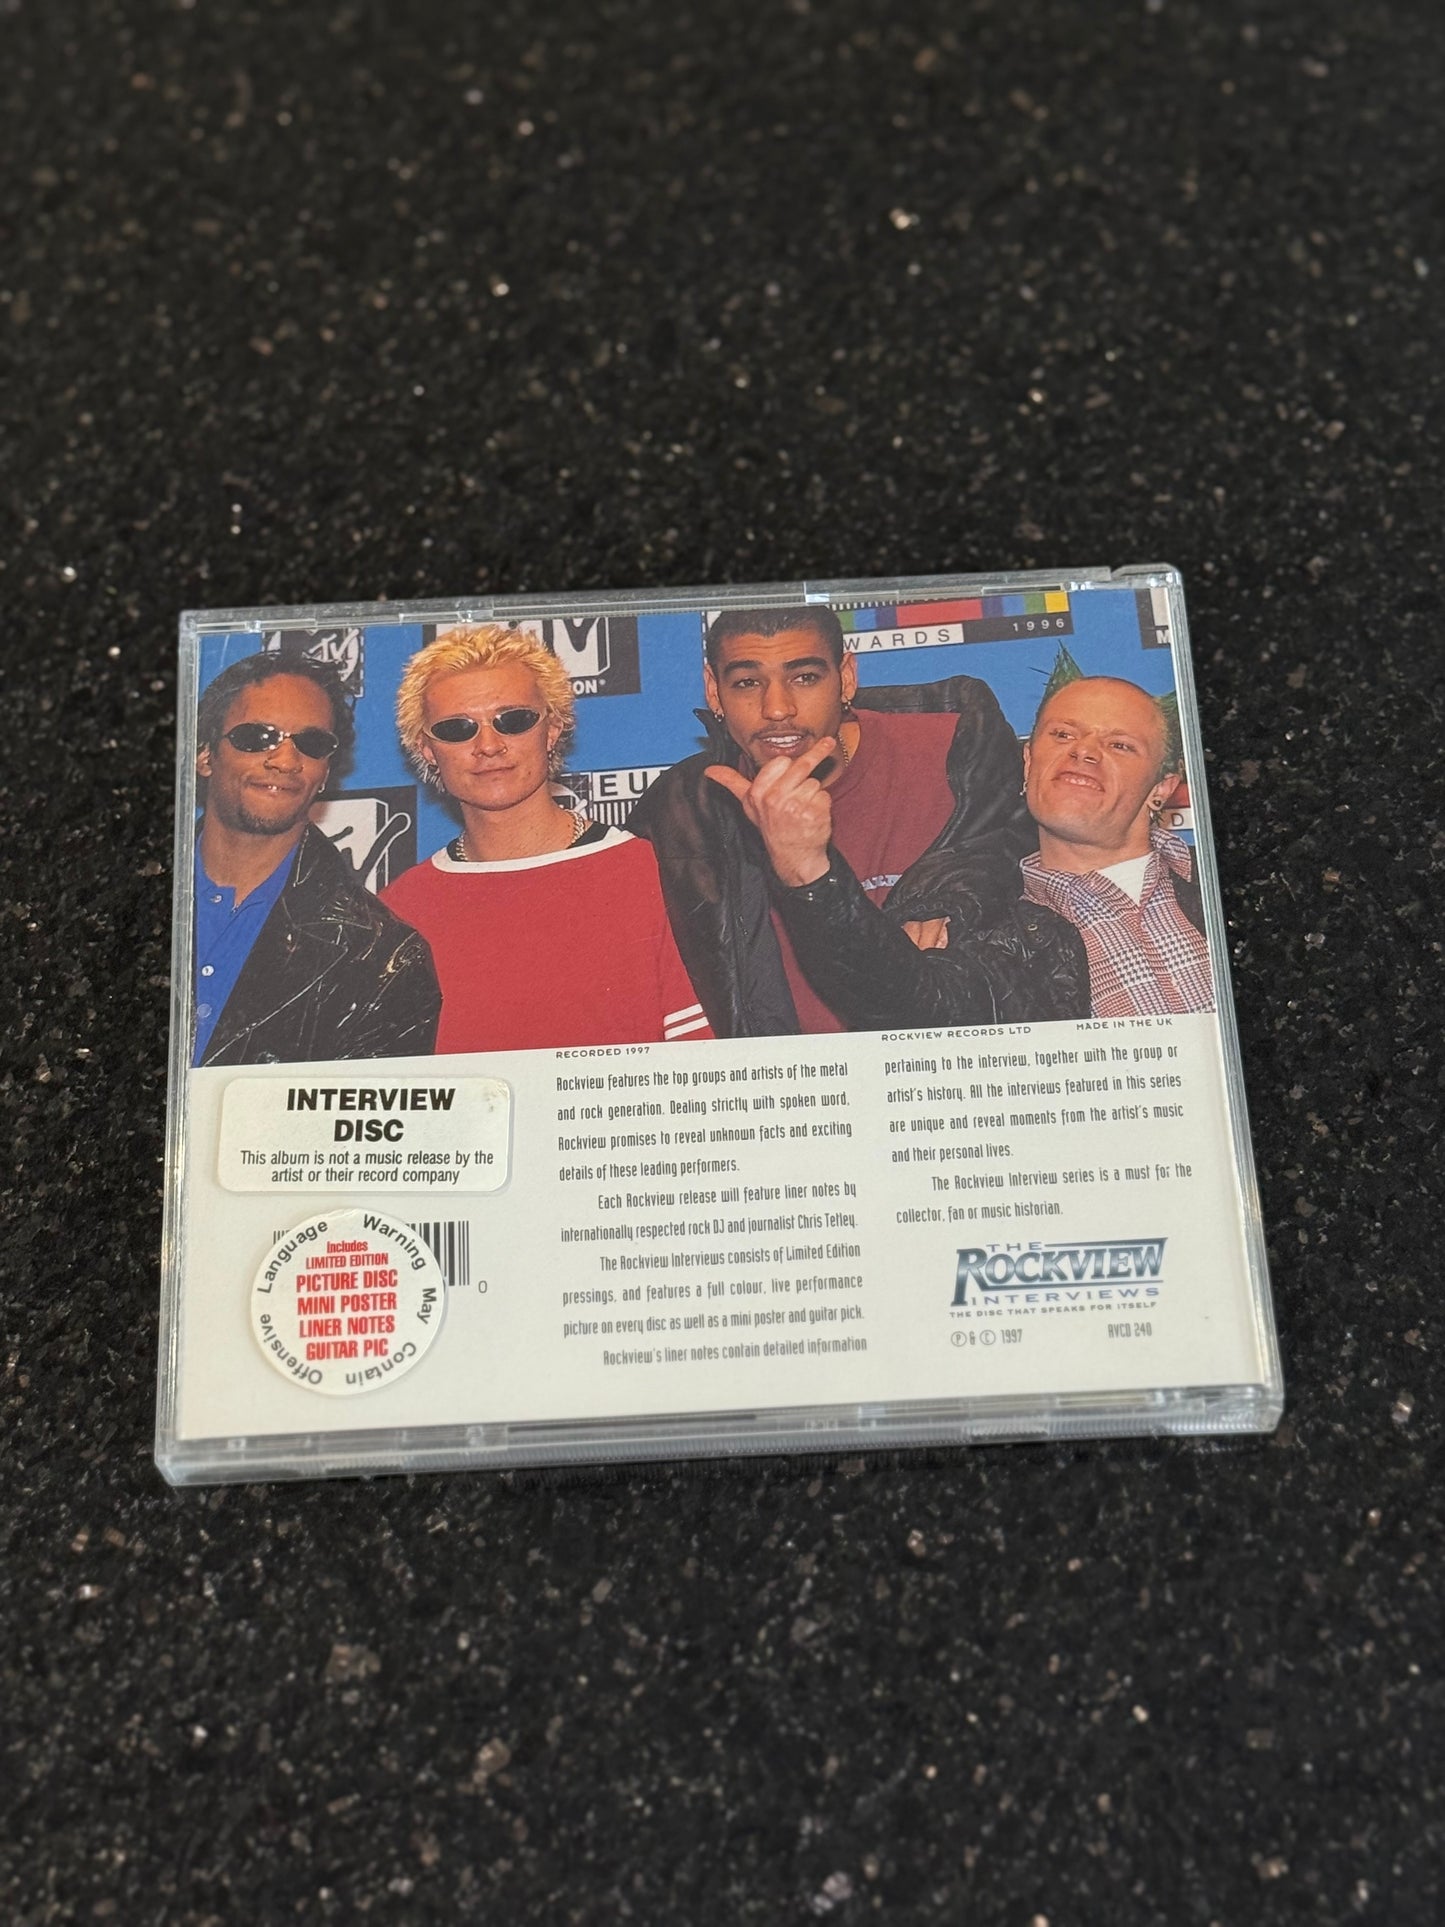 WARDS 1996
ON
EU
RECORDED 1997
ROCKVIEW RECORDS LTD MADE IN THE UK
INTERVIEW
DISC
This album is not a music release by the
artist or their record company
Language Warning May Contain Offensive
Includes
LIMITED EDITION
PICTURE DISC
MINI POSTER
LINER NOTES
GUITAR PIC
0
Rockview features the top groups and artists of the metal
and rock generation. Dealing strictly with spoken word,
Rockview promises to reveal unknown facts and exciting
details of these leading performers.
Each Rockview release will feature liner notes by
internationally respected rock DJ and journalist Chris Tetley.
The Rockview Interviews consists of Limited Edition
pressings, and features a full colour, live performance
picture on every disc as well as a mini poster and guitar pick.
Rockview's liner notes contain detailed information
pertaining to the interview, together with the group or
artist's history. All the interviews featured in this series
are unique and reveal moments from the artist's music
and their personal lives.
The Rockview Interview series is a must for the
collector, fan or music historian.
THE
ROCKVIEW
INTERVIEWS
THE DISC THAT SPEAKS FOR ITSELF
℗ & © 1997 RVCD 240